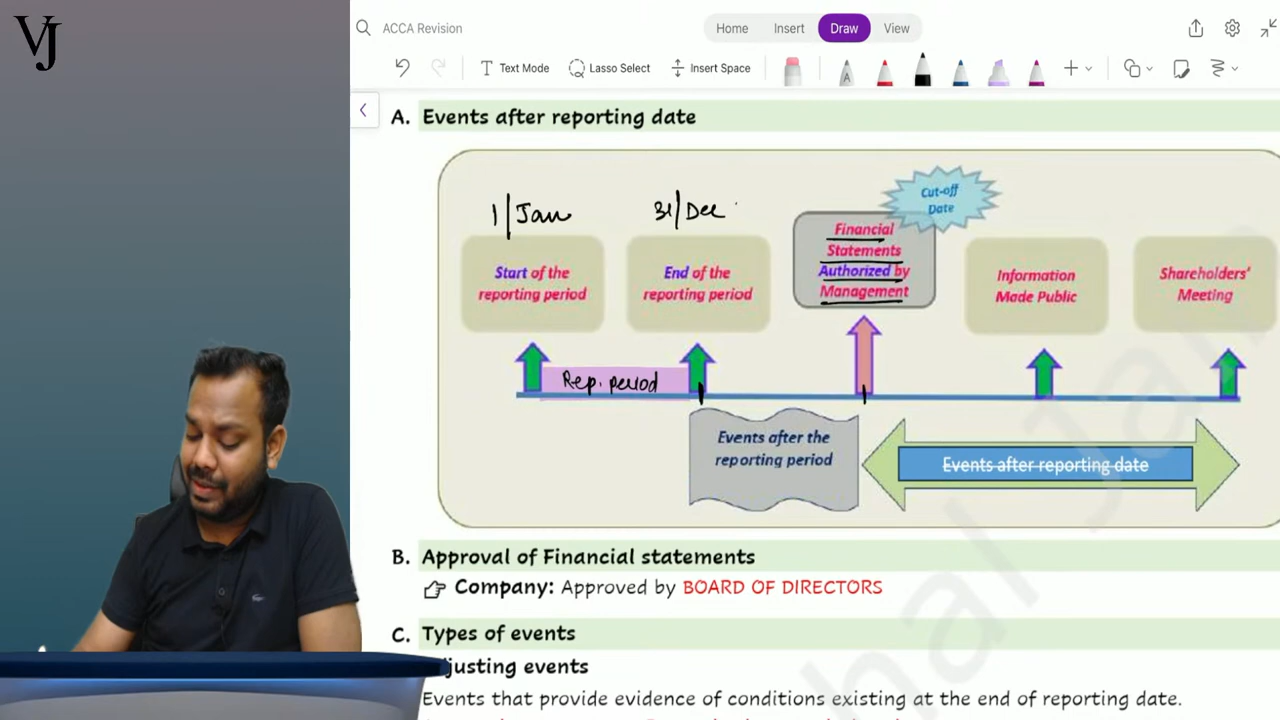 VJ
ACCA Revision
Home Insert Draw View
Text Mode Lasso Select Insert Space A
A. Events after reporting date
Cut-off
Date
1/Jan 31/Dec
Start of the
reporting period
End of the
reporting period
Financial
Statements
Authorized by
Management
Information
Made Public
Shareholders'
Meeting
Rep. period
Events after the
reporting period
Events after reporting date
B. Approval of Financial statements
Company: Approved by BOARD OF DIRECTORS
C. Types of events
djusting events
Events that provide evidence of conditions existing at the end of reporting date.
hal Jain